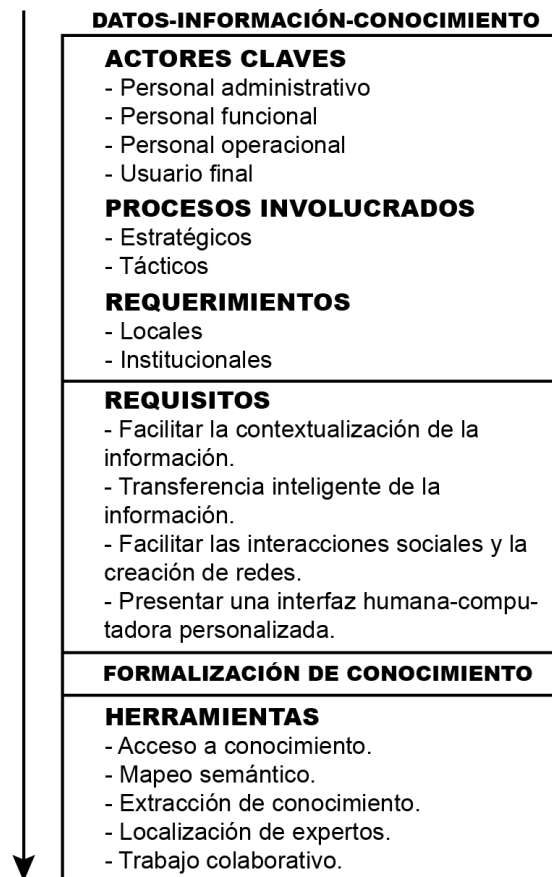 DATOS-INFORMACIÓN-CONOCIMIENTO
ACTORES CLAVES
- Personal administrativo
- Personal funcional
- Personal operacional
- Usuario final
PROCESOS INVOLUCRADOS
- Estratégicos
- Tácticos
REQUERIMIENTOS
- Locales
- Institucionales
REQUISITOS
- Facilitar la contextualización de la
información.
- Transferencia inteligente de la
información.
- Facilitar las interacciones sociales y la
creación de redes.
- Presentar una interfaz humana-compu-
tadora personalizada.
FORMALIZACIÓN DE CONOCIMIENTO
HERRAMIENTAS
- Acceso a conocimiento.
- Mapeo semántico.
- Extracción de conocimiento.
- Localización de expertos.
- Trabajo colaborativo.